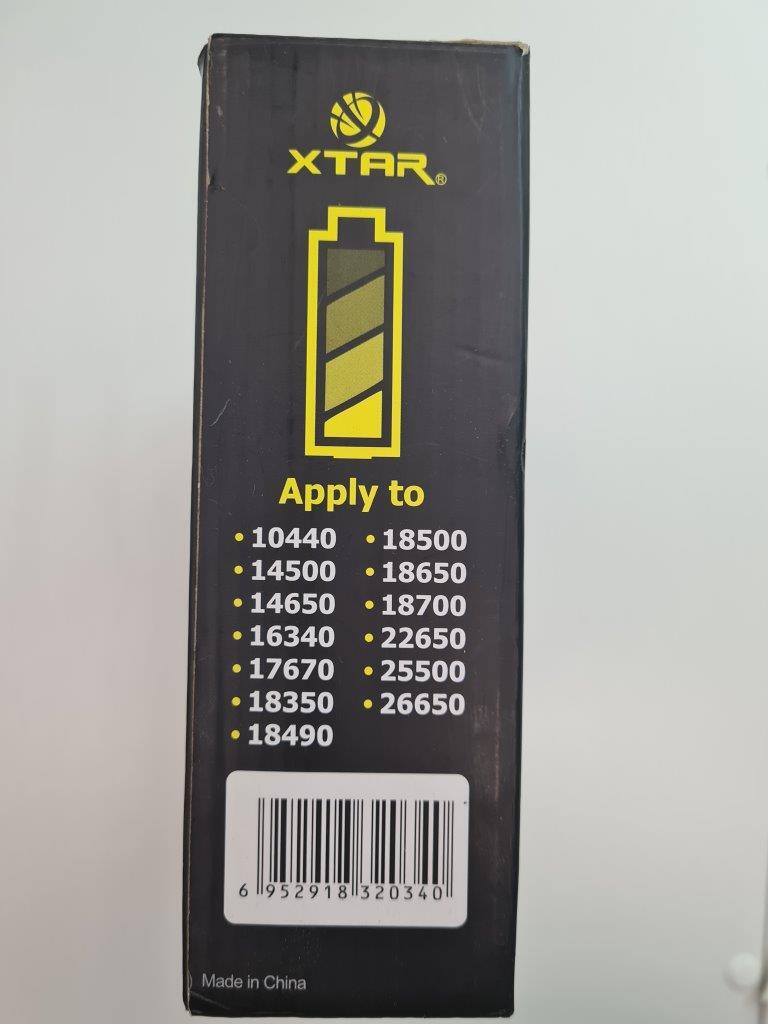 XTAR®
Apply to
• 10440 • 18500
• 14500 • 18650
• 14650 • 18700
• 16340 • 22650
• 17670 • 25500
• 18350 • 26650
• 18490
6 952918 320340
Made in China